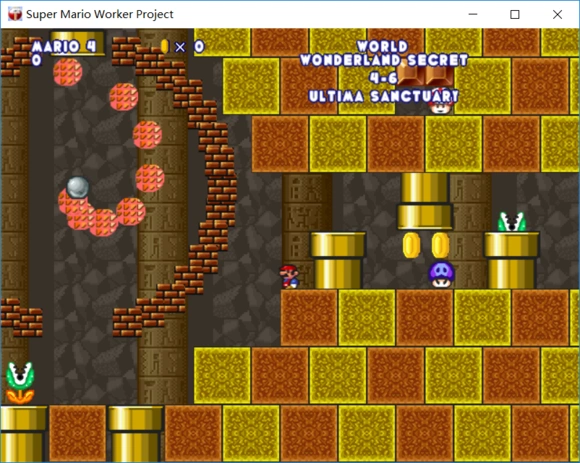 Super Mario Worker Project
MARIO 4
0
× 0
WORLD
WONDERLAND SECRET
4-6
ULTIMA SANCTUARY